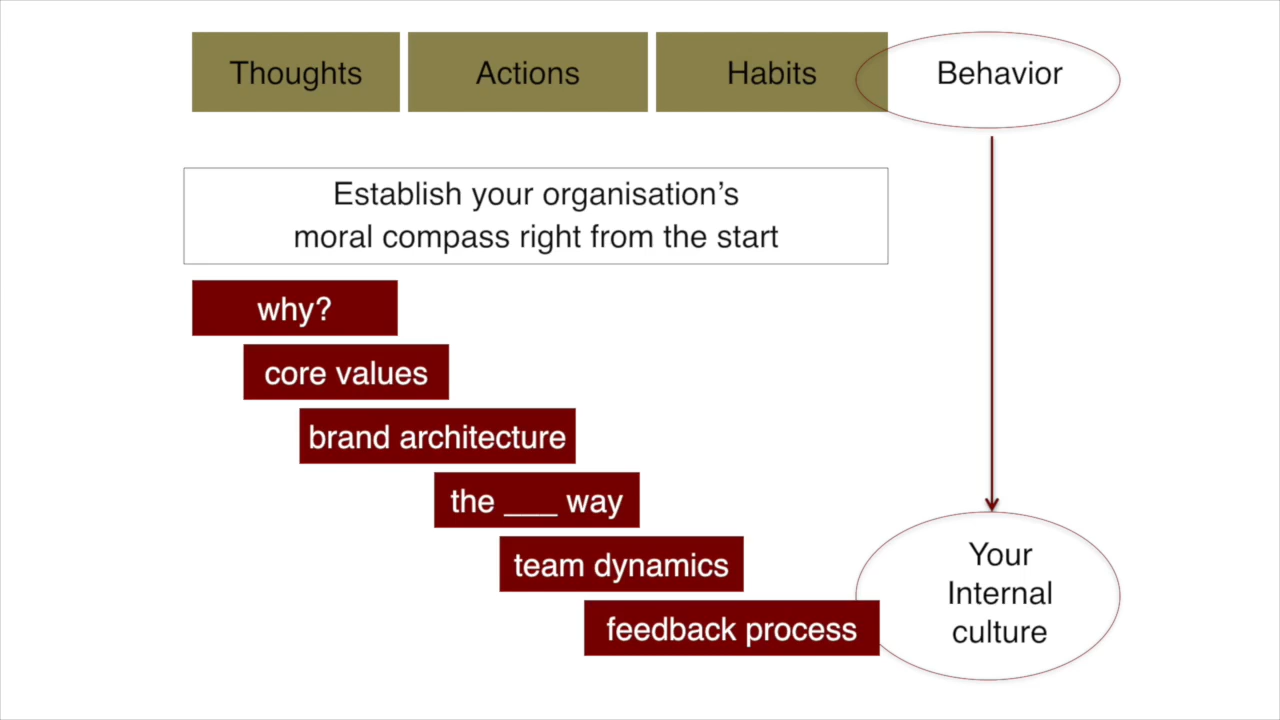 Thoughts
Actions
Habits
Behavior
Establish your organisation’s
moral compass right from the start
why?
core values
brand architecture
the ___ way
team dynamics
feedback process
Your
Internal
culture